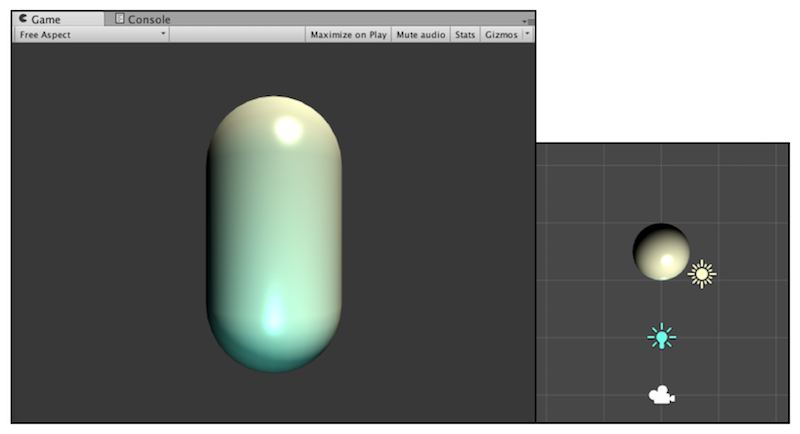 Game Console
Free Aspect Maximize on Play Mute audio Stats Gizmos